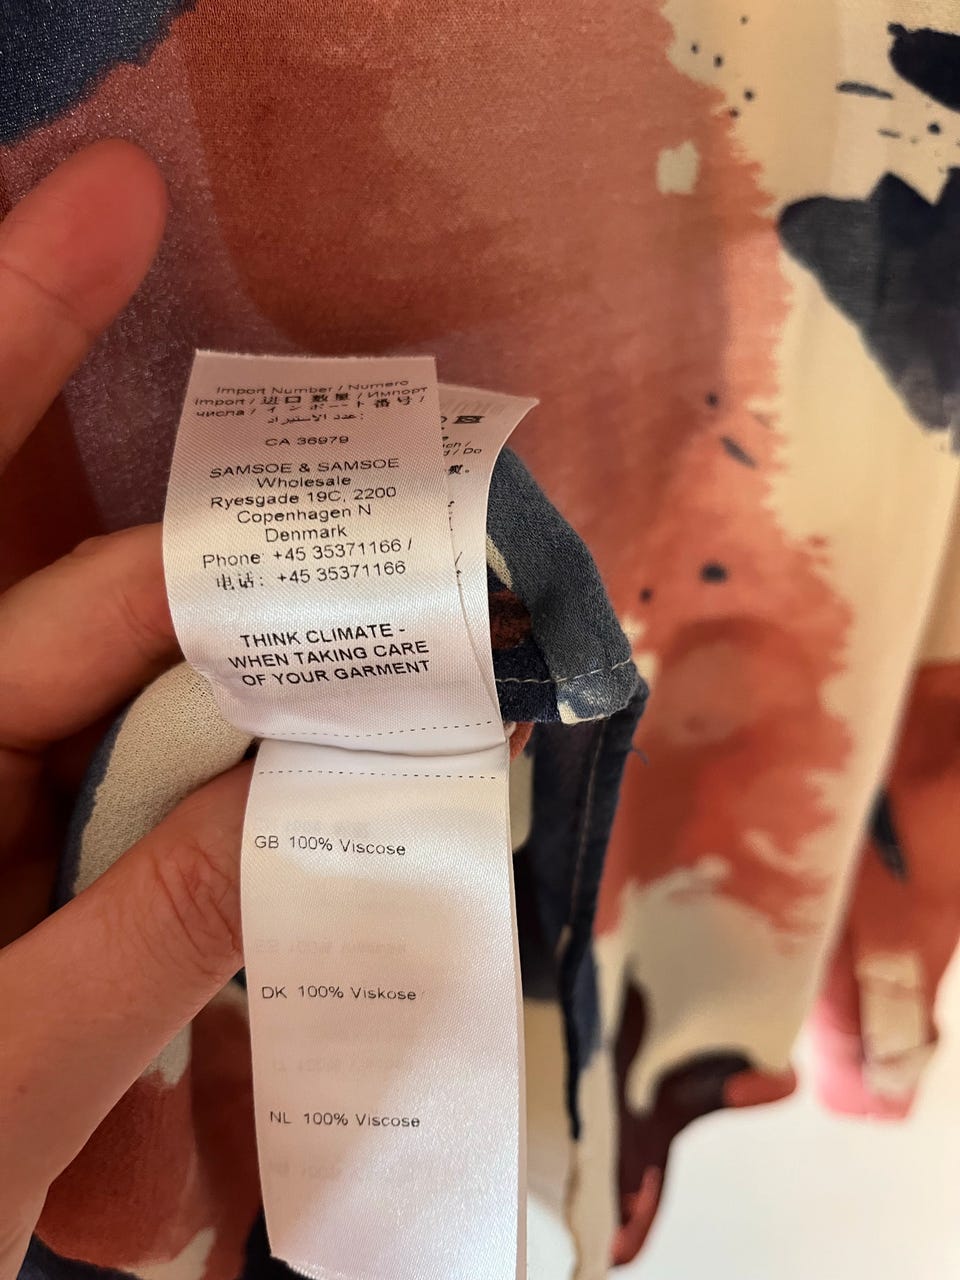 Import Number / Numero
Import / 进口 数量 / Импорт
числа / インポート 番号 /
عدد الاستيراد:
CA 36979
SAMSOE & SAMSOE
Wholesale
Ryesgade 19C, 2200
Copenhagen N
Denmark
Phone: +45 35371166 /
电话: +45 35371166
THINK CLIMATE -
WHEN TAKING CARE
OF YOUR GARMENT
GB 100% Viscose
DK 100% Viskose
NL 100% Viscose